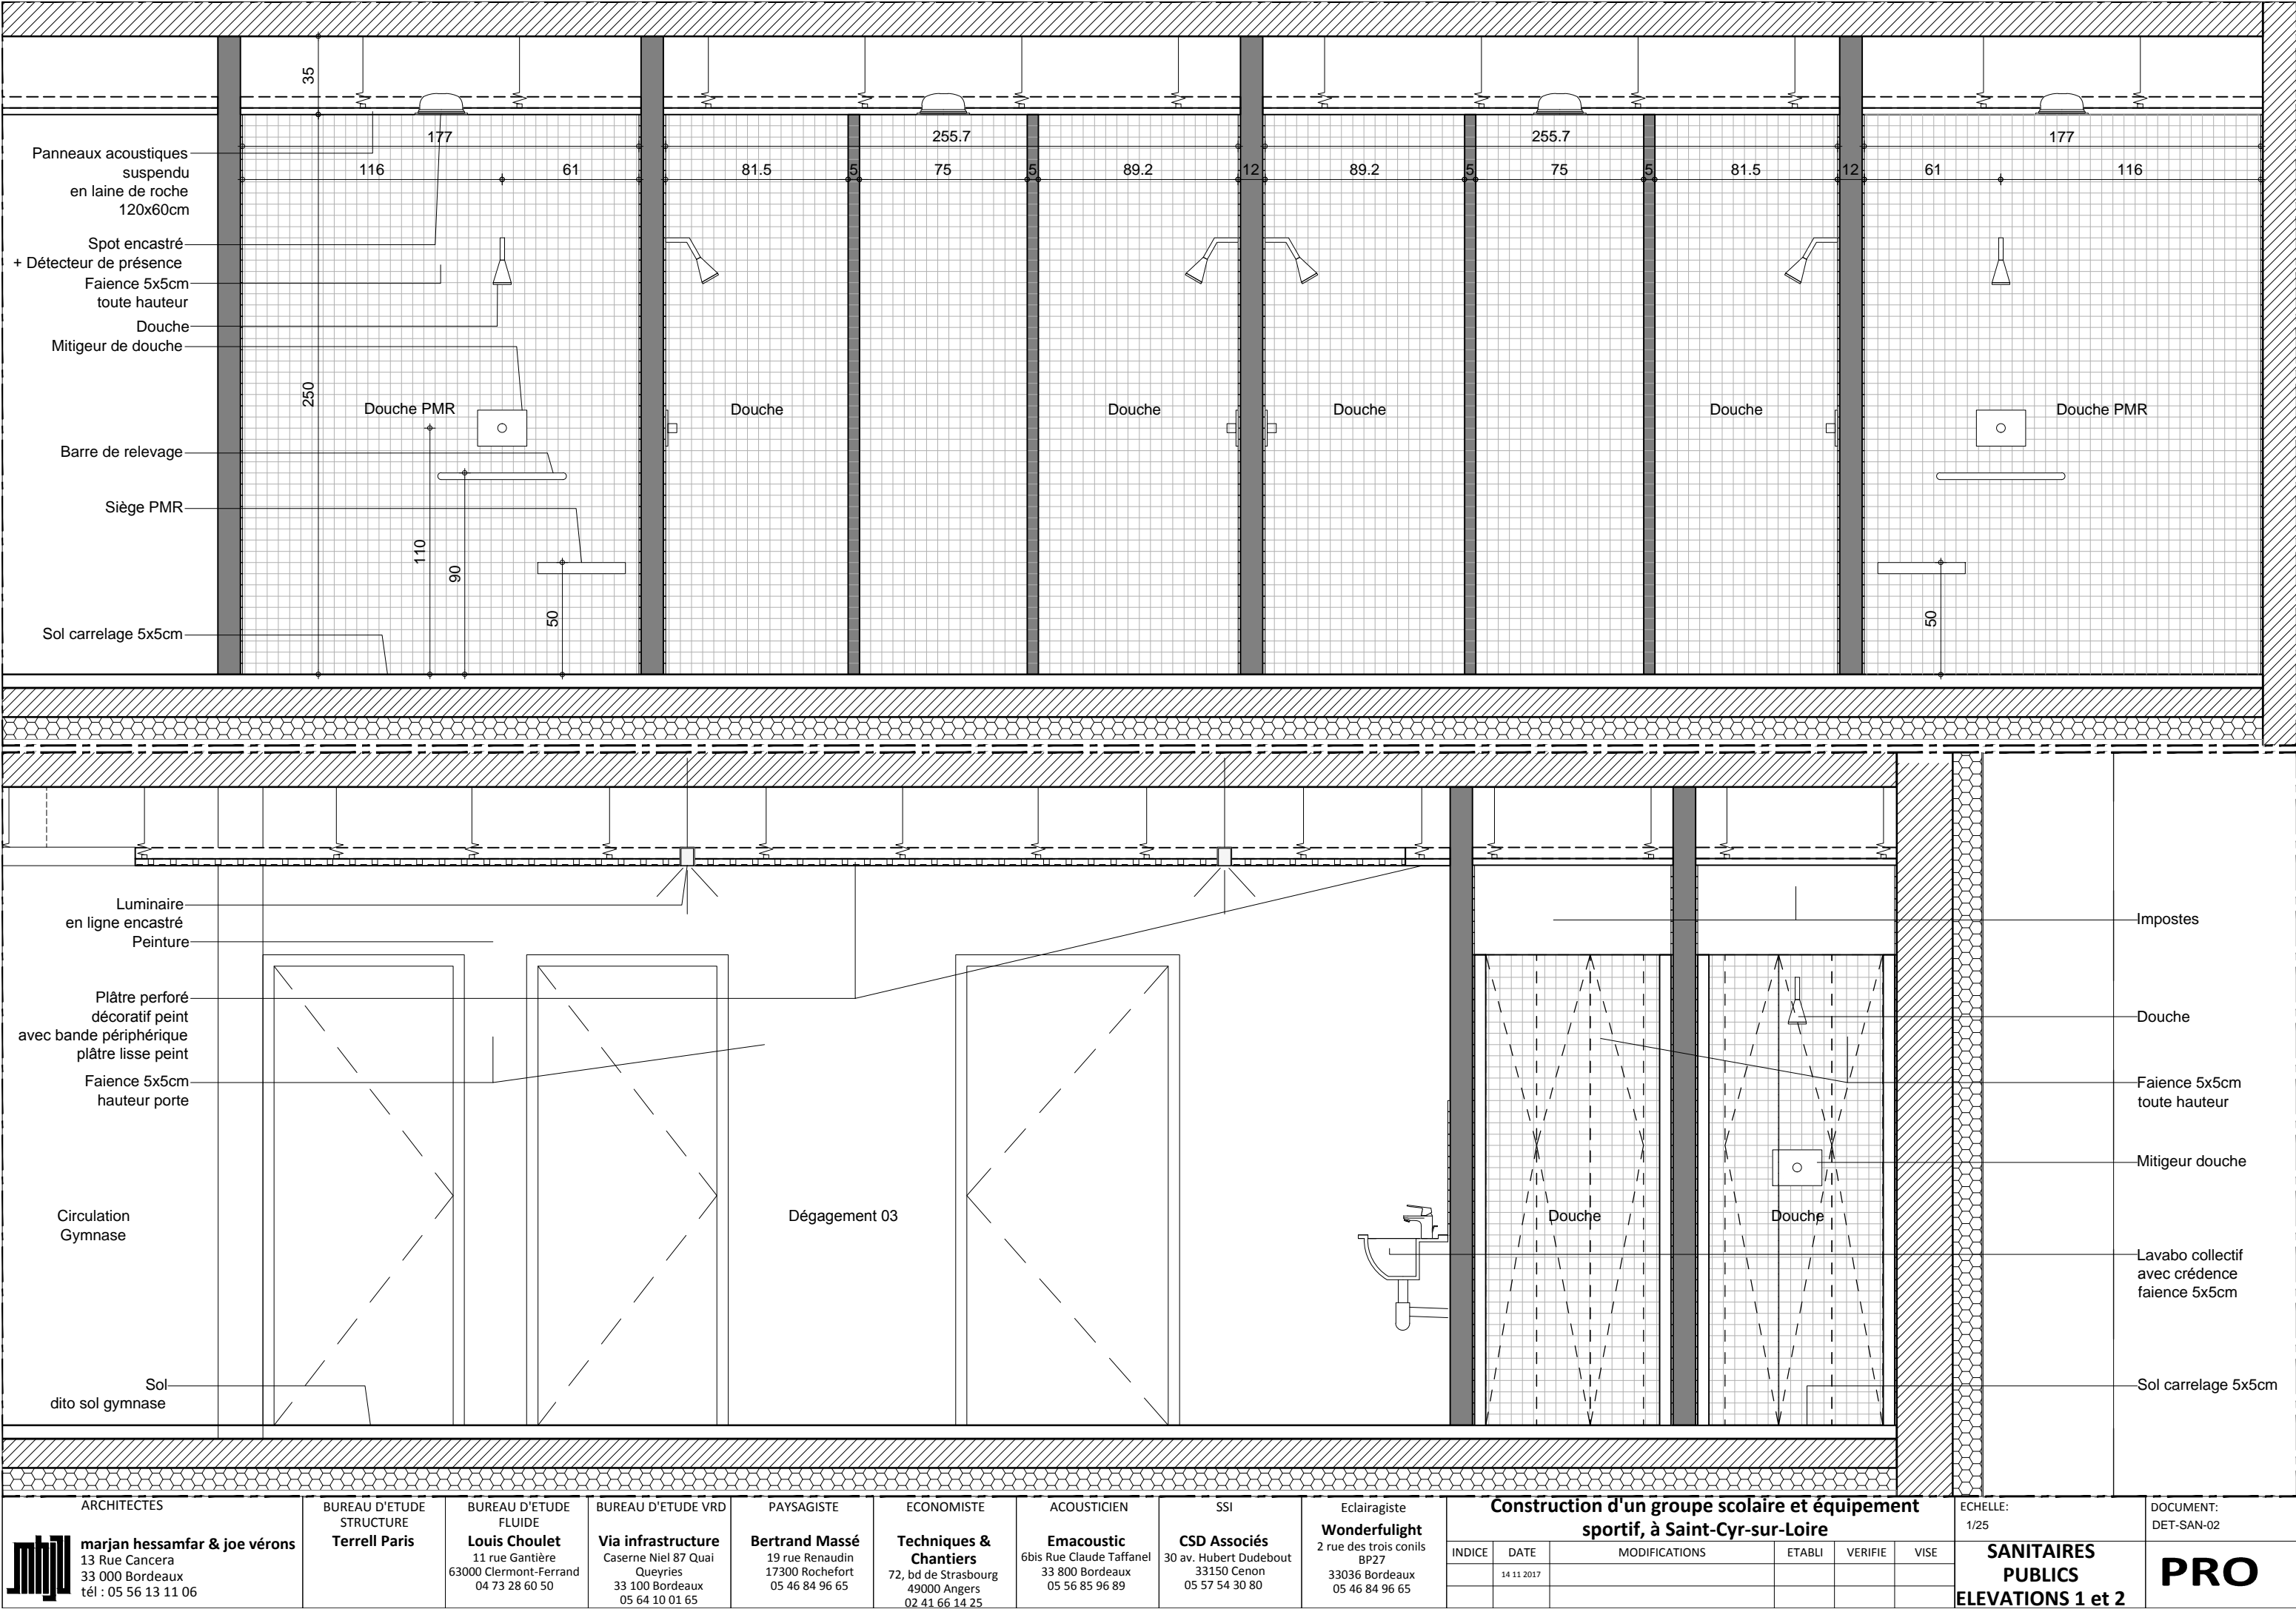 35
177
255.7
255.7
177
116
61
81.5
5
75
5
89.2
12
89.2
5
75
5
81.5
12
61
116
Panneaux acoustiques
suspendu
en laine de roche
120x60cm
Spot encastré
+ Détecteur de présence
Faience 5x5cm
toute hauteur
Douche
Mitigeur de douche
Barre de relevage
Siège PMR
Sol carrelage 5x5cm
250
Douche PMR
Douche
Douche
Douche
Douche
Douche PMR
110
90
50
50
Luminaire
en ligne encastré
Peinture
Plâtre perforé
décoratif peint
avec bande périphérique
plâtre lisse peint
Faience 5x5cm
hauteur porte
Circulation
Gymnase
Dégagement 03
Sol
dito sol gymnase
Douche
Douche
Impostes
Douche
Faience 5x5cm
toute hauteur
Mitigeur douche
Lavabo collectif
avec crédence
faience 5x5cm
Sol carrelage 5x5cm
ARCHITECTES
mhjv
marjan hessamfar & joe vérons
13 Rue Cancera
33 000 Bordeaux
tél : 05 56 13 11 06
BUREAU D'ETUDE
STRUCTURE
Terrell Paris
BUREAU D'ETUDE
FLUIDE
Louis Choulet
11 rue Gantière
63000 Clermont-Ferrand
04 73 28 60 50
BUREAU D'ETUDE VRD
Via infrastructure
Caserne Niel 87 Quai
Queyries
33 100 Bordeaux
05 64 10 01 65
PAYSAGISTE
Bertrand Massé
19 rue Renaudin
17300 Rochefort
05 46 84 96 65
ECONOMISTE
Techniques &
Chantiers
72, bd de Strasbourg
49000 Angers
02 41 66 14 25
ACOUSTICIEN
Emacoustic
6bis Rue Claude Taffanel
33 800 Bordeaux
05 56 85 96 89
SSI
CSD Associés
30 av. Hubert Dudebout
33150 Cenon
05 57 54 30 80
Eclairagiste
Wonderfulight
2 rue des trois conils
BP27
33036 Bordeaux
05 46 84 96 65
Construction d'un groupe scolaire et équipement
sportif, à Saint-Cyr-sur-Loire
INDICE DATE MODIFICATIONS ETABLI VERIFIE VISE
14 11 2017
ECHELLE:
1/25
SANITAIRES
PUBLICS
ELEVATIONS 1 et 2
DOCUMENT:
DET-SAN-02
PRO